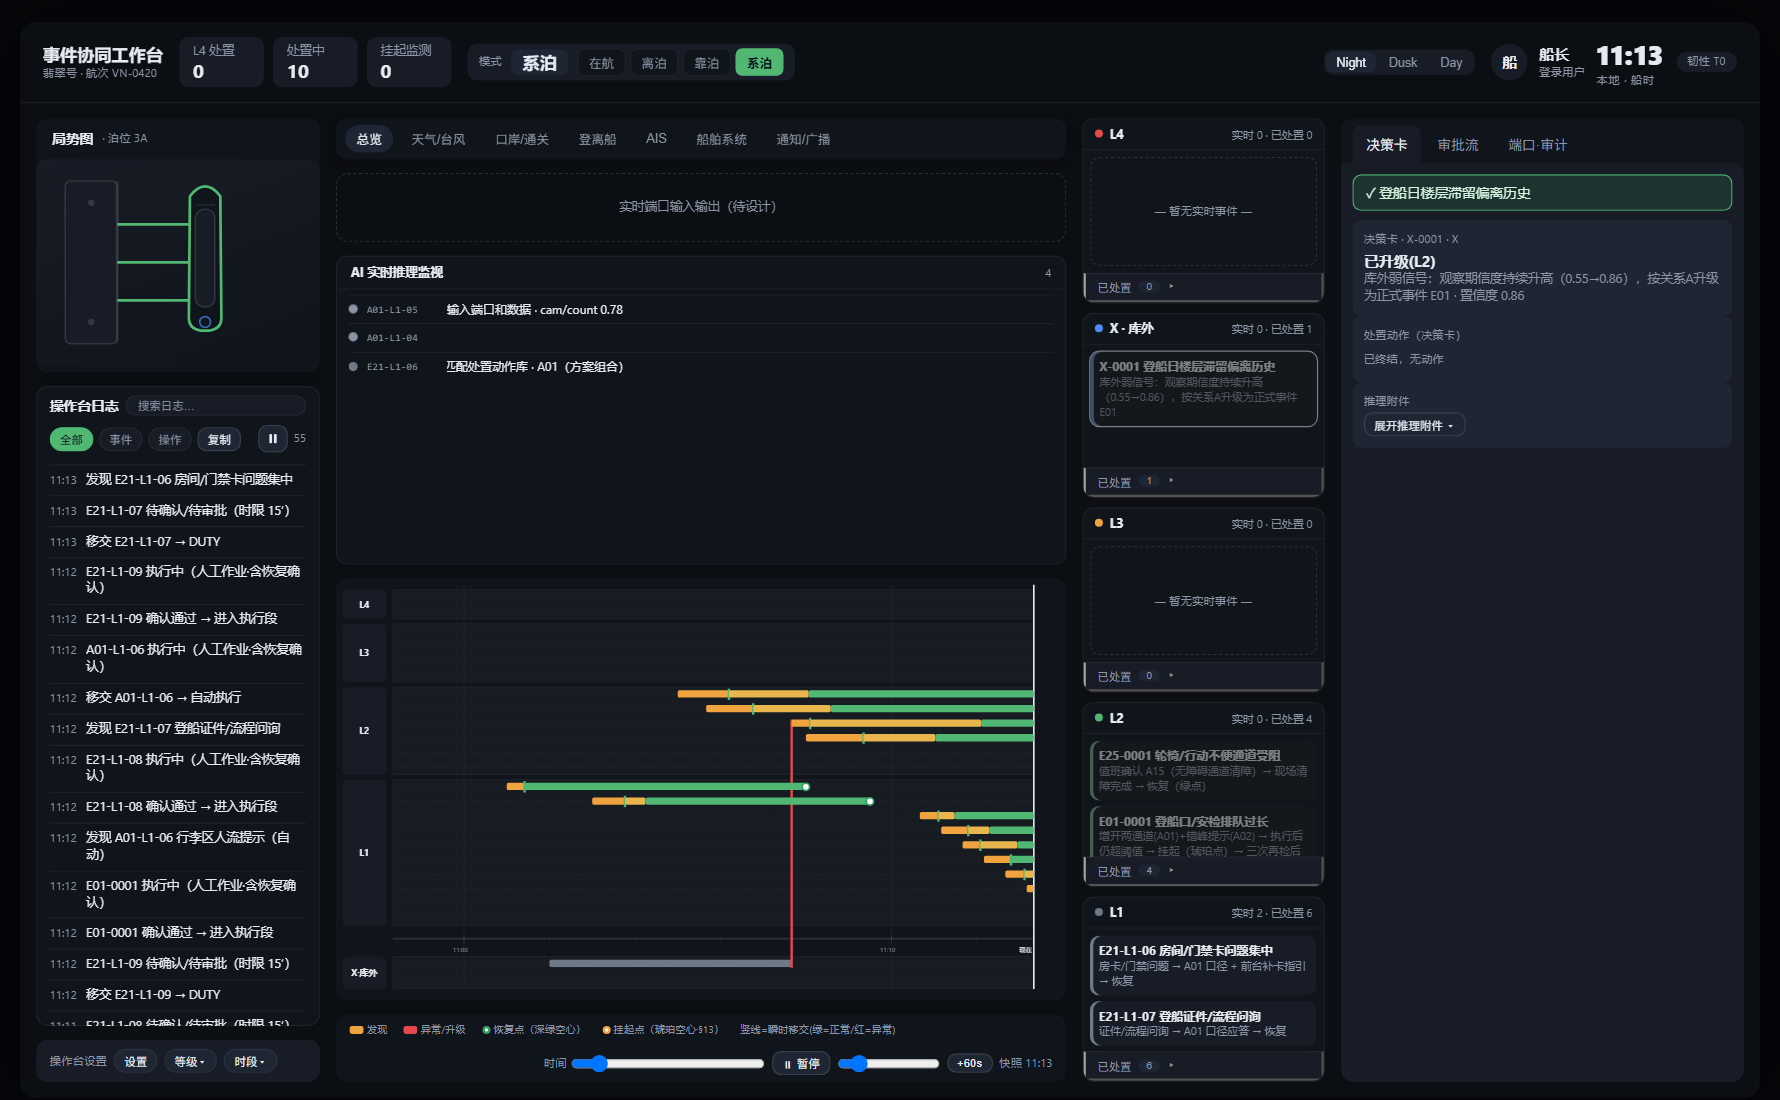 事件协同工作台
翡翠号 · 航次 VN-0420
L4 处置
0
处置中
10
挂起监测
0
模式 系泊 在航 离泊 靠泊 系泊
Night Dusk Day
船
船长
登录用户
11:13
本地 · 船时
韧性 T0
局势图 · 泊位 3A
操作台日志 搜索日志...
全部 事件 操作 复制 55
11:13 发现 E21-L1-06 房间/门禁卡问题集中
11:13 E21-L1-07 待确认/待审批（时限 15′）
11:13 移交 E21-L1-07 → DUTY
11:12 E21-L1-09 执行中（人工作业·含恢复确
认）
11:12 E21-L1-09 确认通过 → 进入执行段
11:12 A01-L1-06 执行中（人工作业·含恢复确
认）
11:12 移交 A01-L1-06 → 自动执行
11:12 发现 E21-L1-07 登船证件/流程问询
11:12 E21-L1-08 执行中（人工作业·含恢复确
认）
11:12 E21-L1-08 确认通过 → 进入执行段
11:12 发现 A01-L1-06 行李区人流提示（自
动）
11:12 E01-0001 执行中（人工作业·含恢复确
认）
11:12 E01-0001 确认通过 → 进入执行段
11:12 E21-L1-09 待确认/待审批（时限 15′）
11:12 移交 E21-L1-09 → DUTY
11:11 E21-L1-08 待确认/待审批（时限 15′）
操作台设置 设置 等级 时段
总览 天气/台风 口岸/通关 登离船 AIS 船舶系统 通知/广播
实时端口输入输出（待设计）
AI 实时推理监视 4
A01-L1-05 输入端口和数据 · cam/count 0.78
A01-L1-04
E21-L1-06 匹配处置动作库 · A01（方案组合）
L4
L3
L2
L1
11:00 11:10 现在
X·库外
发现 异常/升级 恢复点（深绿空心） 挂起点（琥珀空心·§13） 竖线=瞬时移交(绿=正常/红=异常)
时间 暂停 +60s 快照 11:13
L4 实时 0 · 已处置 0
— 暂无实时事件 —
已处置 0
X · 库外 实时 0 · 已处置 1
X-0001 登船日楼层滞留偏离历史
库外弱信号：观察期信度持续升高
（0.55→0.86），按关系A升级为正式事件
E01
已处置 1
L3 实时 0 · 已处置 0
— 暂无实时事件 —
已处置 0
L2 实时 0 · 已处置 4
E25-0001 轮椅/行动不便通道受阻
值班确认 A15（无障碍通道清障）→ 现场清
障完成 → 恢复（绿点）
E01-0001 登船口/安检排队过长
增开两通道(A01)+错峰提示(A02) → 执行后
仍超阈值 → 挂起（琥珀点）→ 三次再检后
已处置 4
L1 实时 2 · 已处置 6
E21-L1-06 房间/门禁卡问题集中
房卡/门禁问题 → A01 口径 + 前台补卡指引
→ 恢复
E21-L1-07 登船证件/流程问询
证件/流程问询 → A01 口径应答 → 恢复
已处置 6
决策卡 审批流 端口·审计
✓ 登船日楼层滞留偏离历史
决策卡 · X-0001 · X
已升级(L2)
库外弱信号：观察期信度持续升高（0.55→0.86），按关系A升级
为正式事件 E01 · 置信度 0.86
处置动作（决策卡）
已终结，无动作
推理附件
展开推理附件